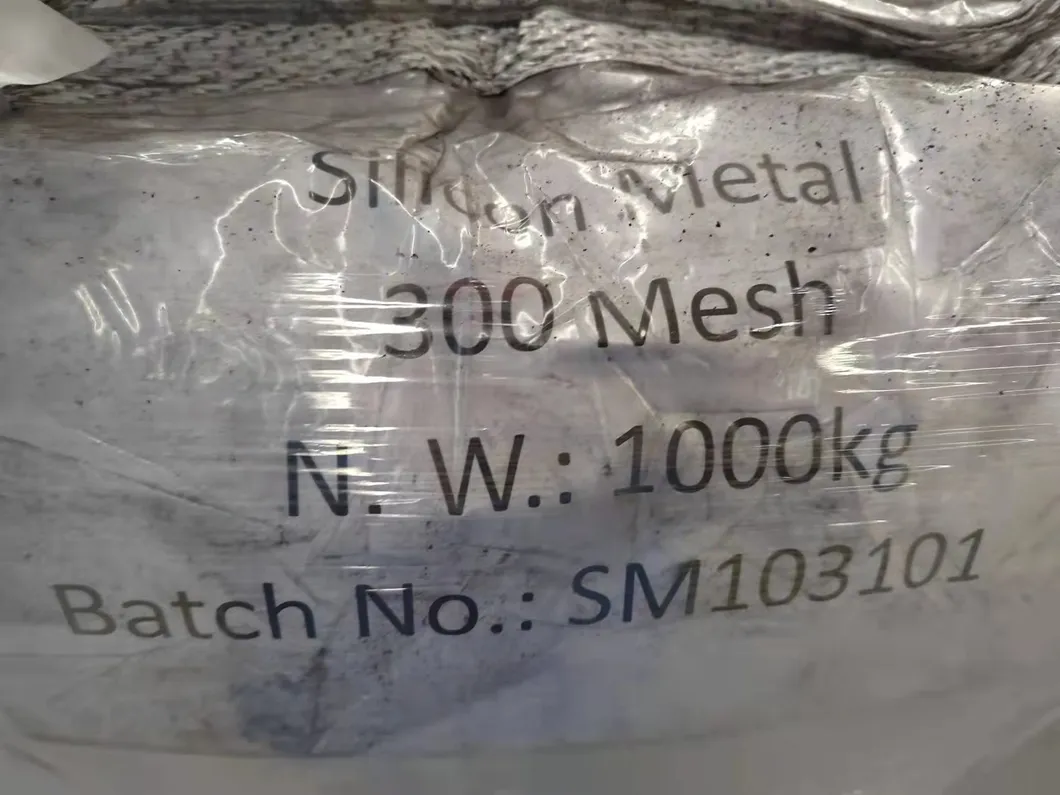 Silicon Metal
300 Mesh
N. W.: 1000kg
Batch No.: SM103101